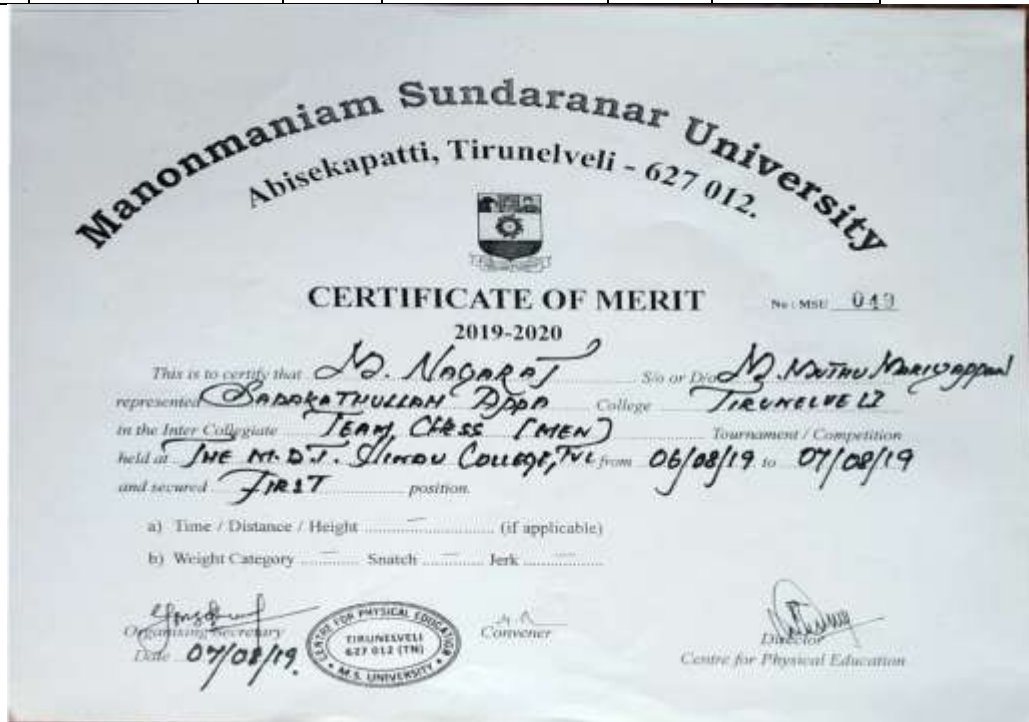 Manonmaniam Sundaranar University
Abisekapatti, Tirunelveli - 627 012.
CERTIFICATE OF MERIT No : MSU 049
2019-2020
This is to certify that M. NAGARAJ S/o or D/o M. MUTHU MARIYAPPAN
represented SADAKATHULLAH APPA College TIRUNELVELI
in the Inter Collegiate TEAM, CHESS (MEN) Tournament / Competition
held at THE M.D.T. HINDU COLLEGE, TVL from 06/08/19 to 07/08/19
and secured FIRST position.
a) Time / Distance / Height (if applicable)
b) Weight Category Snatch Jerk
Organising Secretary
Date 07/08/19.
CENTRE FOR PHYSICAL EDUCATION
TIRUNELVELI
627 012 (TN)
M.S. UNIVERSITY
Convener
Director
Centre for Physical Education